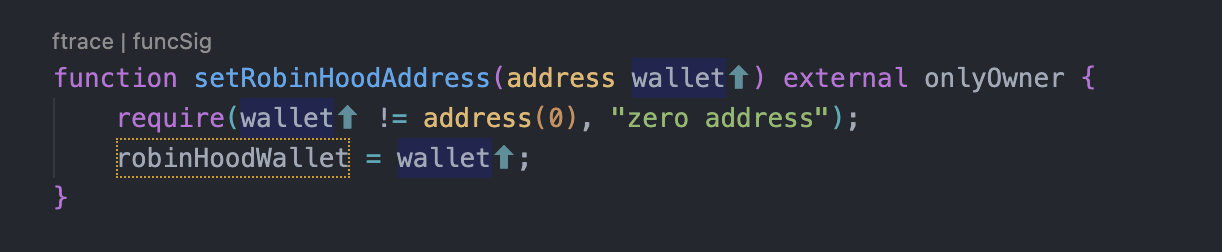 ftrace | funcSig
function setRobinHoodAddress(address wallet⬆) external onlyOwner {
    require(wallet⬆ != address(0), "zero address");
    robinHoodWallet = wallet⬆;
}